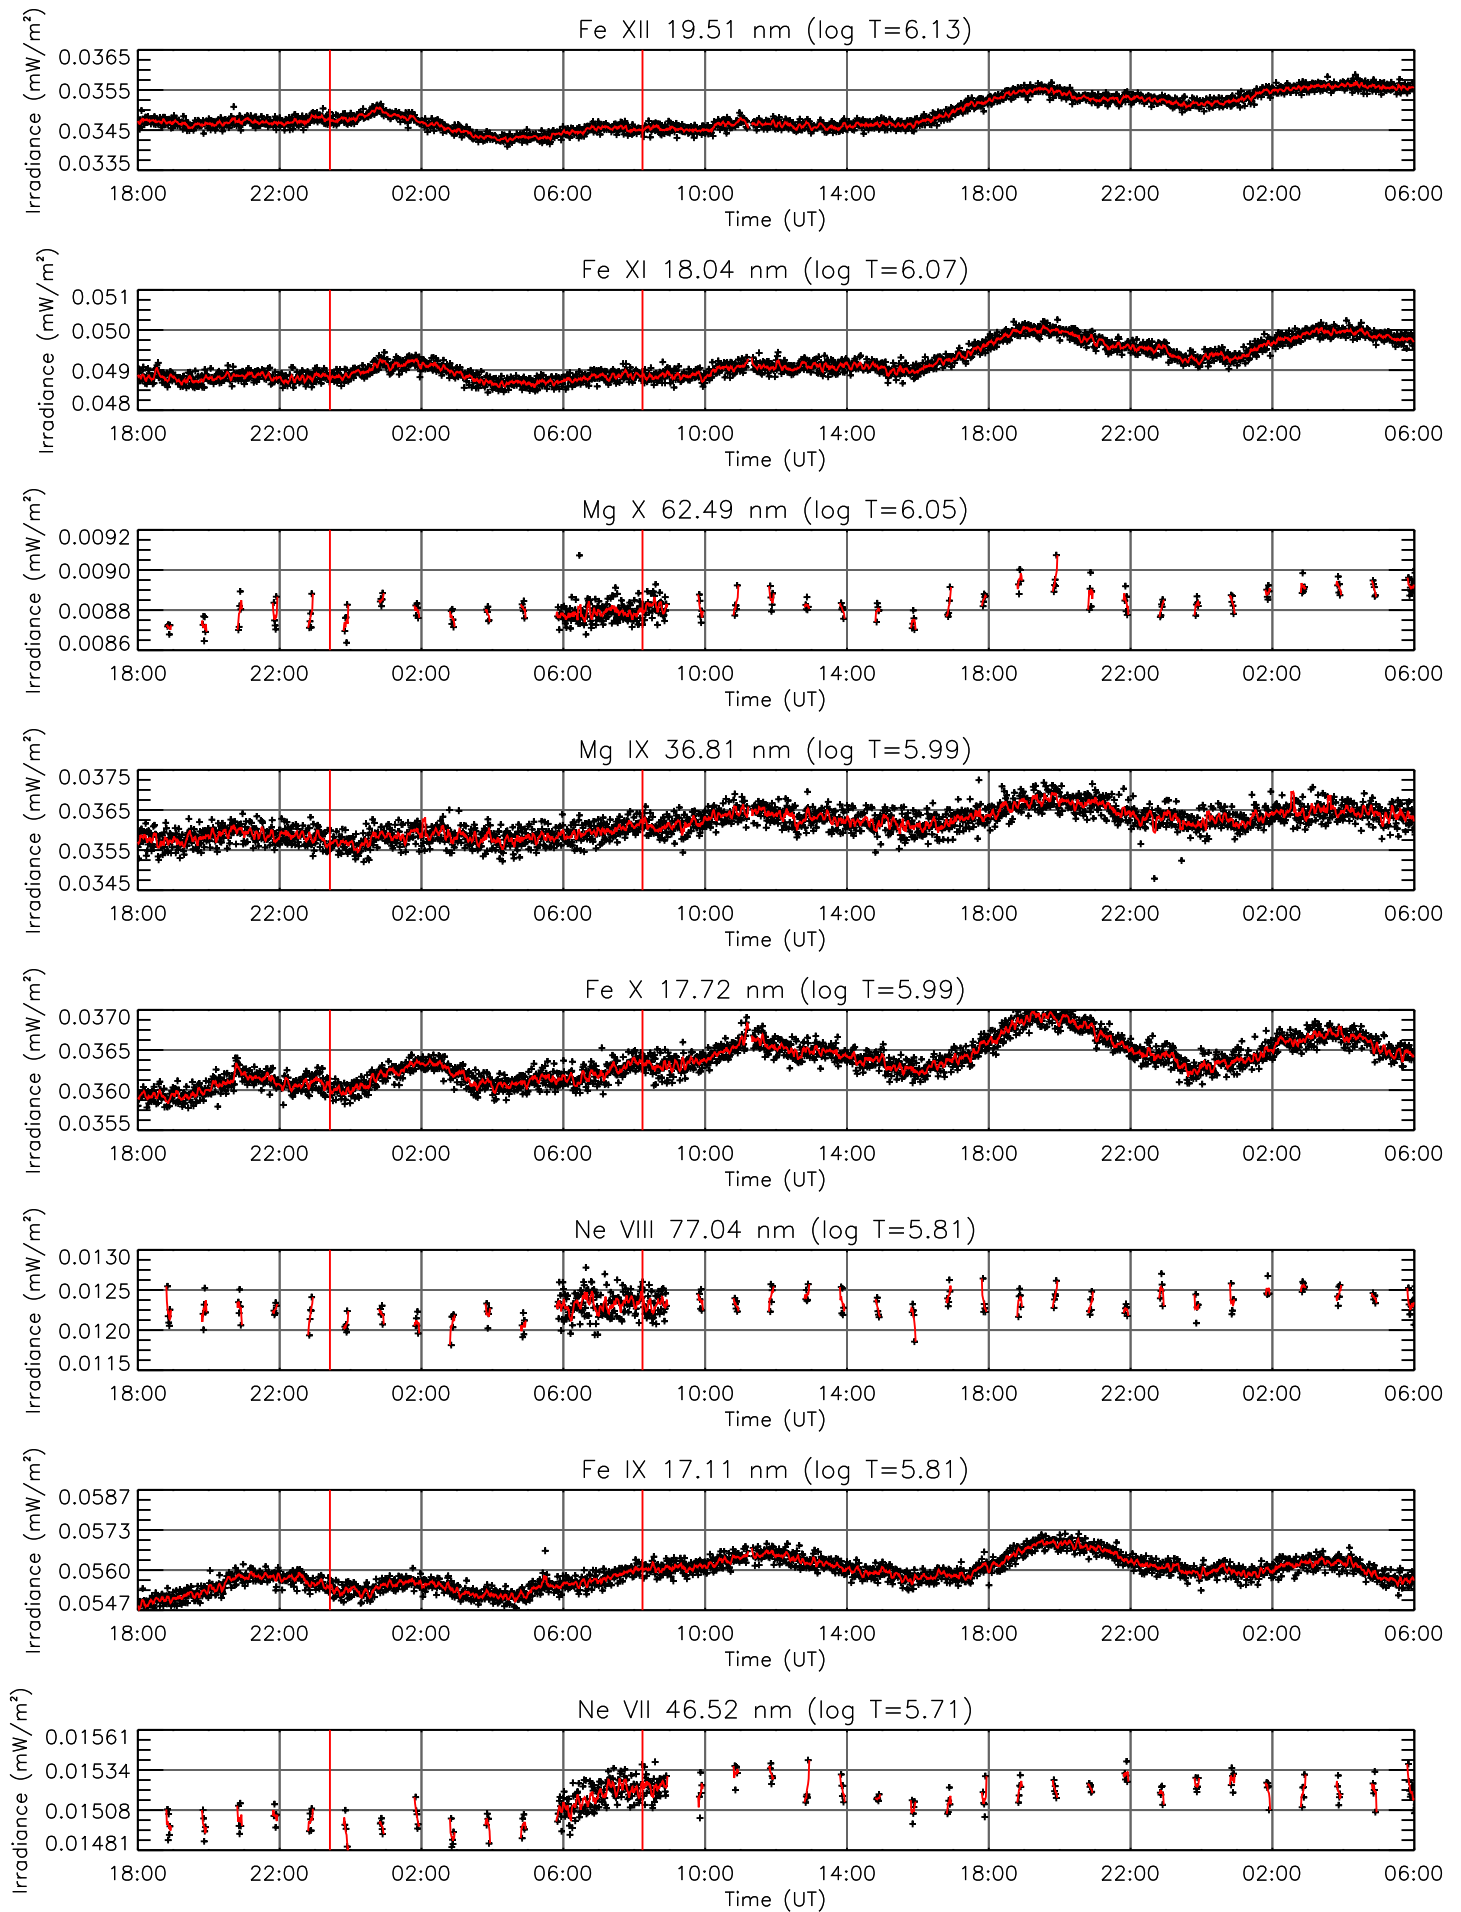 Fe XII 19.51 nm (log T=6.13)
Irradiance (mW/m²)
0.0365
0.0355
0.0345
0.0335
18:00 22:00 02:00 06:00 10:00 14:00 18:00 22:00 02:00 06:00
Time (UT)
Fe XI 18.04 nm (log T=6.07)
Irradiance (mW/m²)
0.051
0.050
0.049
0.048
18:00 22:00 02:00 06:00 10:00 14:00 18:00 22:00 02:00 06:00
Time (UT)
Mg X 62.49 nm (log T=6.05)
Irradiance (mW/m²)
0.0092
0.0090
0.0088
0.0086
18:00 22:00 02:00 06:00 10:00 14:00 18:00 22:00 02:00 06:00
Time (UT)
Mg IX 36.81 nm (log T=5.99)
Irradiance (mW/m²)
0.0375
0.0365
0.0355
0.0345
18:00 22:00 02:00 06:00 10:00 14:00 18:00 22:00 02:00 06:00
Time (UT)
Fe X 17.72 nm (log T=5.99)
Irradiance (mW/m²)
0.0370
0.0365
0.0360
0.0355
18:00 22:00 02:00 06:00 10:00 14:00 18:00 22:00 02:00 06:00
Time (UT)
Ne VIII 77.04 nm (log T=5.81)
Irradiance (mW/m²)
0.0130
0.0125
0.0120
0.0115
18:00 22:00 02:00 06:00 10:00 14:00 18:00 22:00 02:00 06:00
Time (UT)
Fe IX 17.11 nm (log T=5.81)
Irradiance (mW/m²)
0.0587
0.0573
0.0560
0.0547
18:00 22:00 02:00 06:00 10:00 14:00 18:00 22:00 02:00 06:00
Time (UT)
Ne VII 46.52 nm (log T=5.71)
Irradiance (mW/m²)
0.01561
0.01534
0.01508
0.01481
18:00 22:00 02:00 06:00 10:00 14:00 18:00 22:00 02:00 06:00
Time (UT)